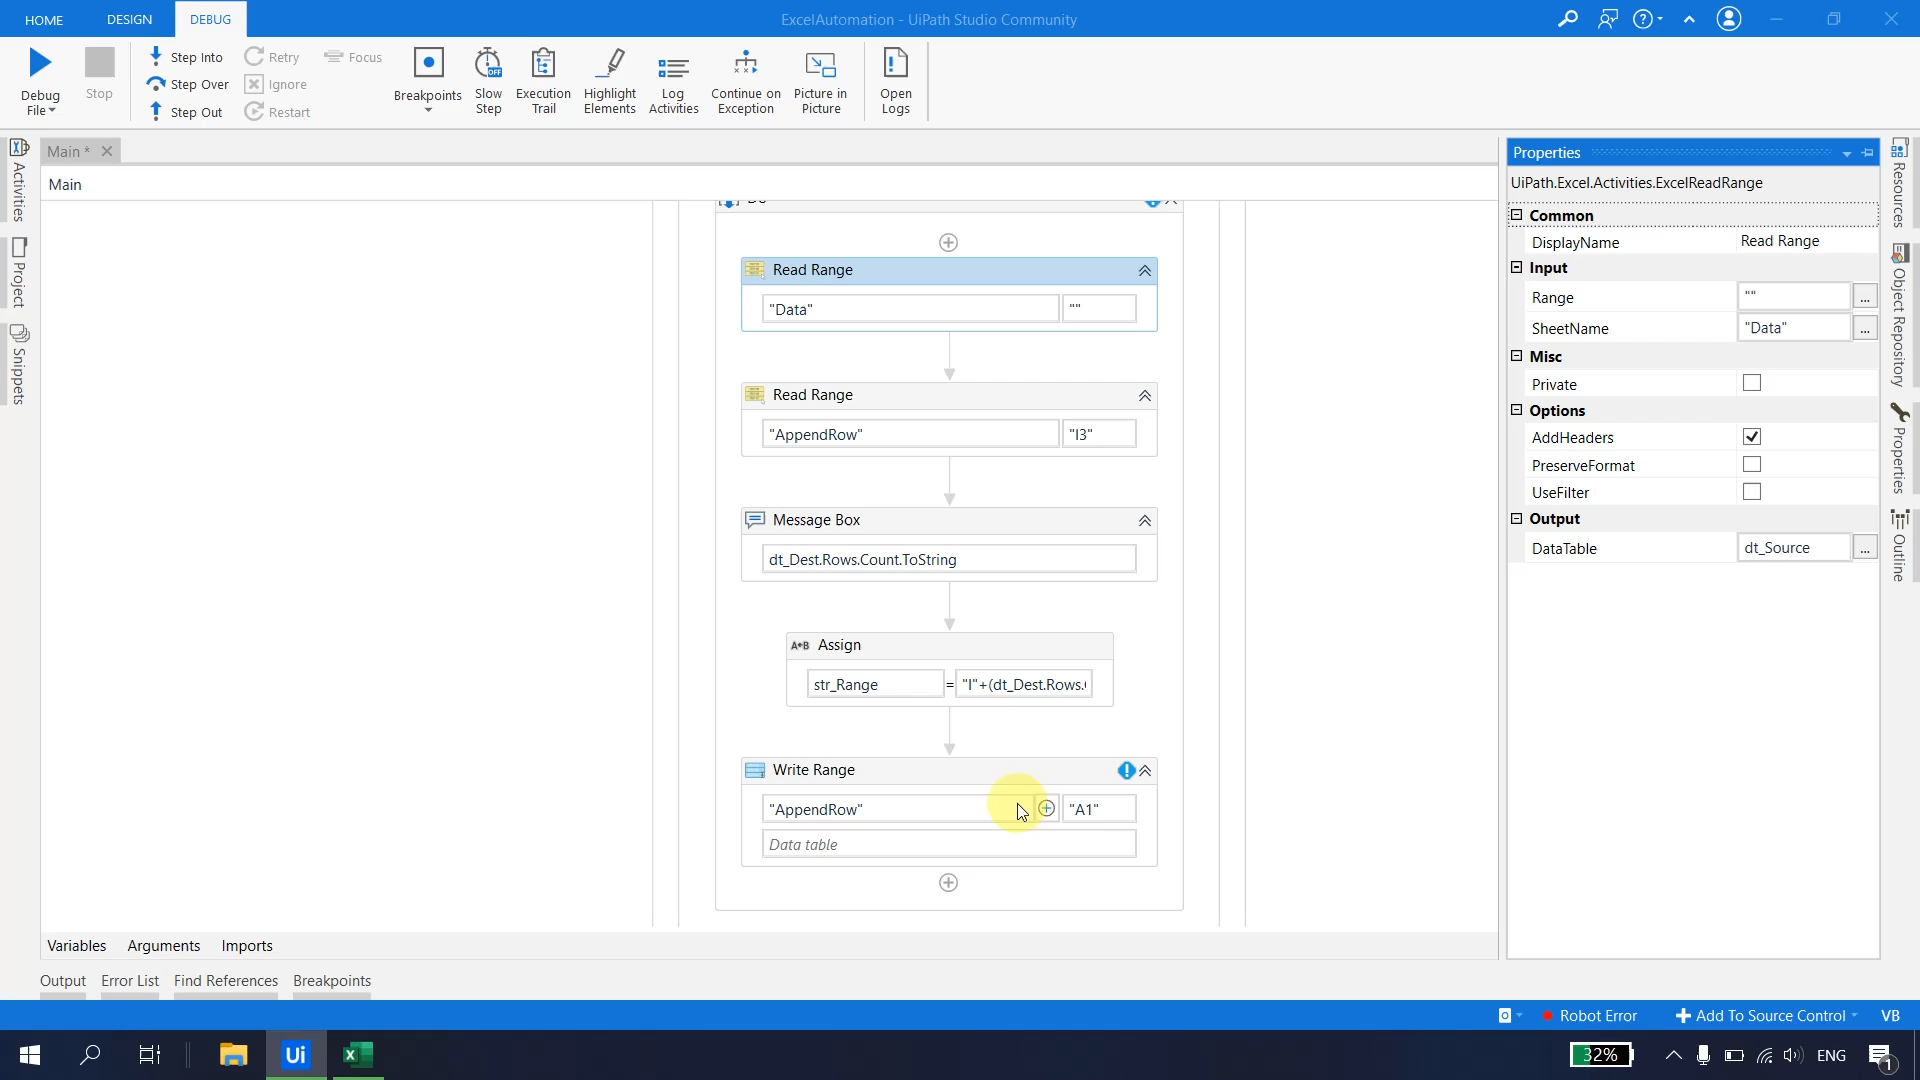 HOME
DESIGN
DEBUG
ExcelAutomation - UiPath Studio Community
Debug
File
Stop
Step Into
Step Over
Step Out
Retry
Ignore
Restart
Focus
Breakpoints
OFF
Slow
Step
Execution
Trail
Highlight
Elements
Log
Activities
Continue on
Exception
Picture in
Picture
Open
Logs
Activities
Project
Snippets
Main *
Main
Read Range
"Data"
""
Read Range
"AppendRow"
"I3"
Message Box
dt_Dest.Rows.Count.ToString
A←B Assign
str_Range
=
"I"+(dt_Dest.Rows.(
Write Range
"AppendRow"
"A1"
Data table
Properties
UiPath.Excel.Activities.ExcelReadRange
Common
DisplayName Read Range
Input
Range "" ...
SheetName "Data" ...
Misc
Private
Options
AddHeaders
PreserveFormat
UseFilter
Output
DataTable dt_Source ...
Resources
Object Repository
Properties
Outline
Variables Arguments Imports
Output Error List Find References Breakpoints
Robot Error
Add To Source Control
VB
Ui
32%
ENG
1